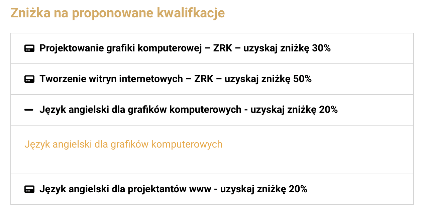 Zniżka na proponowane kwalifkacje
Projektowanie grafiki komputerowej – ZRK – uzyskaj zniżkę 30%
Tworzenie witryn internetowych – ZRK – uzyskaj zniżkę 50%
Język angielski dla grafików komputerowych - uzyskaj zniżkę 20%
Język angielski dla grafików komputerowych
Język angielski dla projektantów www - uzyskaj zniżkę 20%